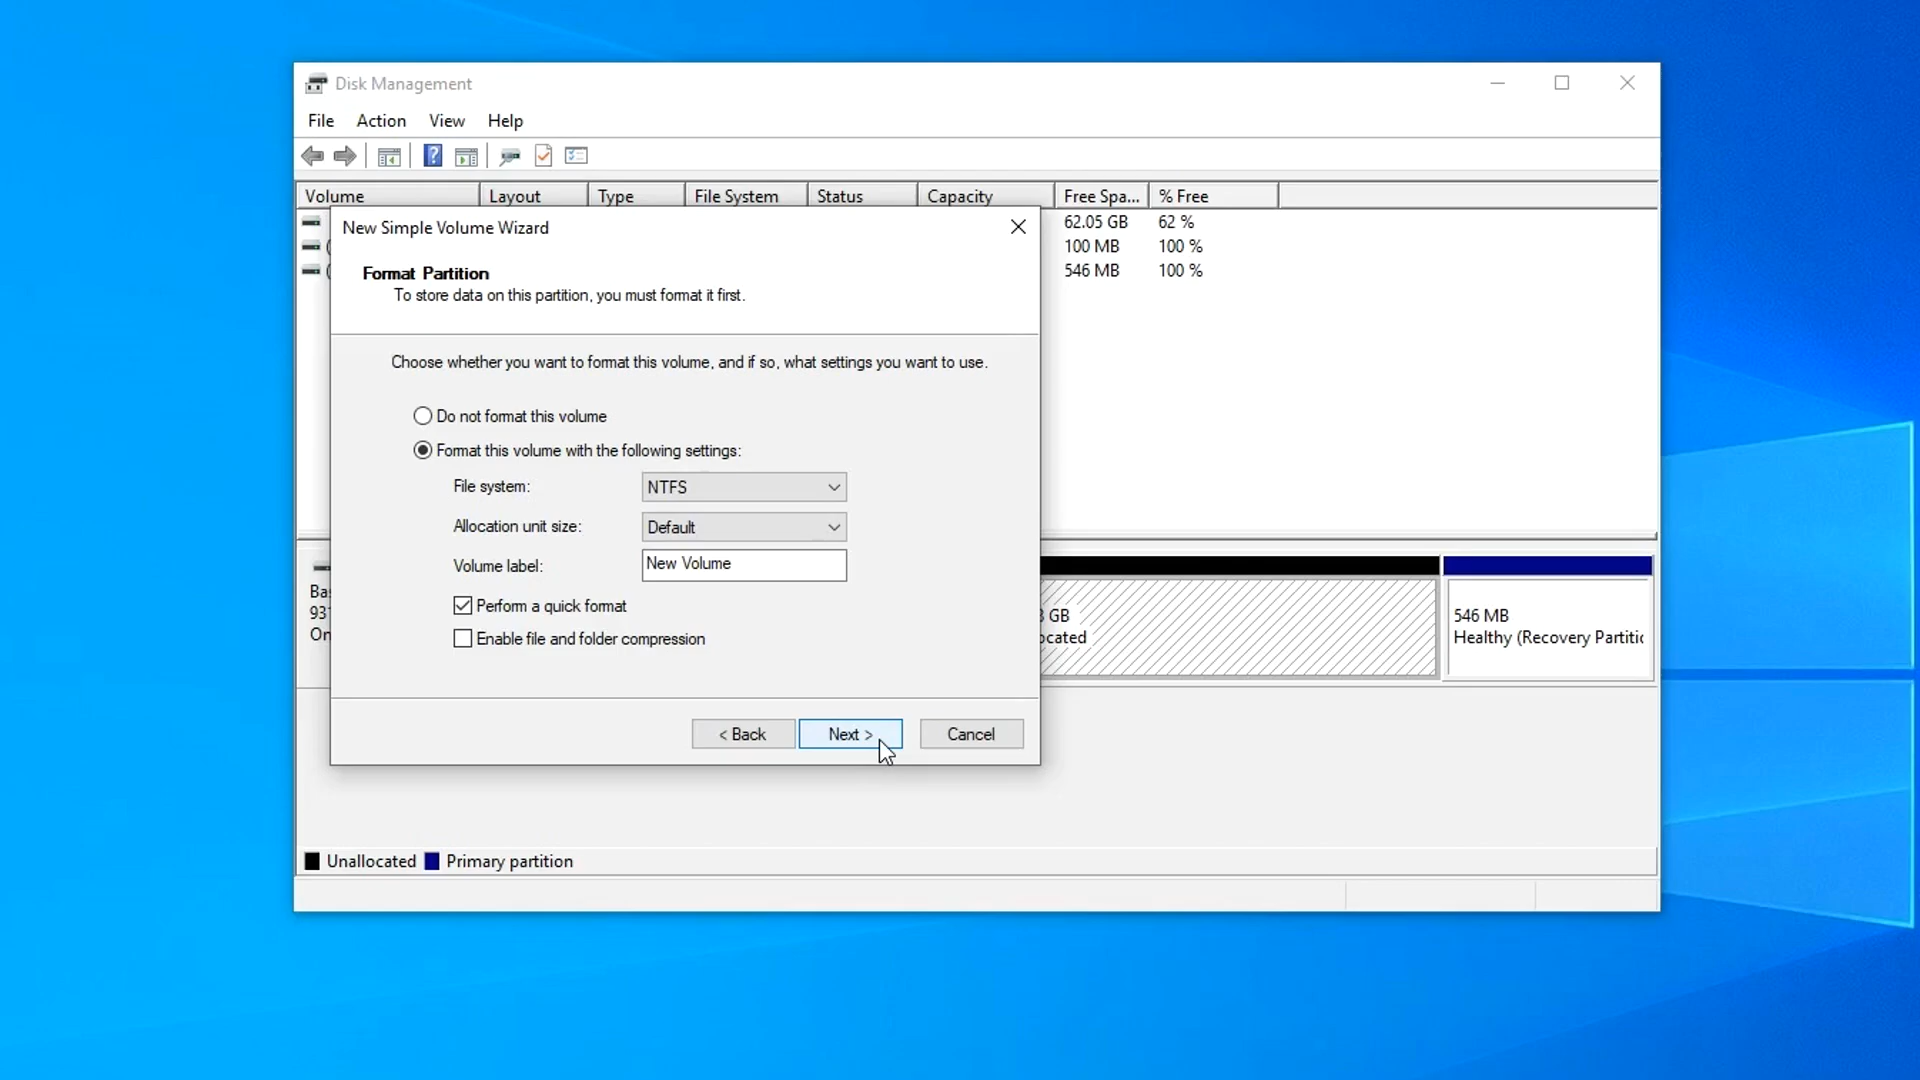 Disk Management
File Action View Help
Volume Layout Type File System Status Capacity Free Spa... % Free
62.05 GB 62 %
100 MB 100 %
546 MB 100 %
New Simple Volume Wizard
Format Partition
To store data on this partition, you must format it first.
Choose whether you want to format this volume, and if so, what settings you want to use.
Do not format this volume
Format this volume with the following settings:
File system: NTFS
Allocation unit size: Default
Volume label: New Volume
Perform a quick format
Enable file and folder compression
< Back Next > Cancel
GB
546 MB
Healthy (Recovery Partitic
Unallocated Primary partition